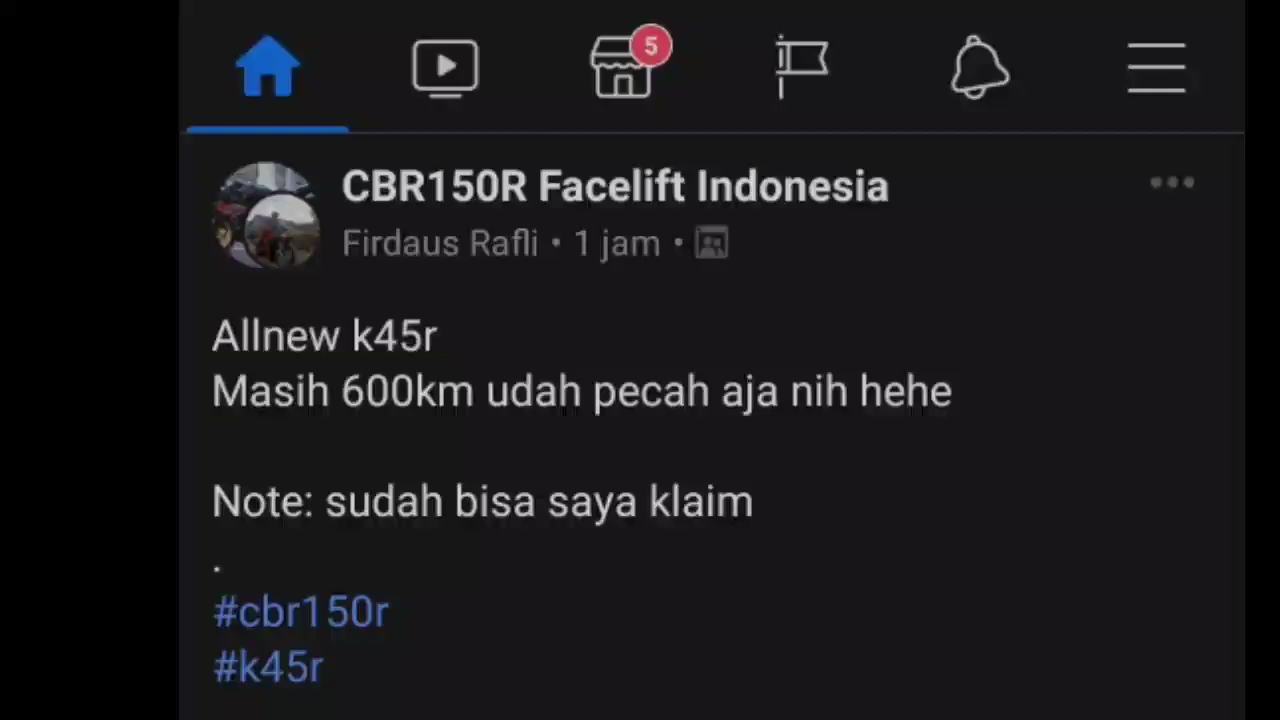 5
CBR150R Facelift Indonesia
Firdaus Rafli • 1 jam •
Allnew k45r
Masih 600km udah pecah aja nih hehe
Note: sudah bisa saya klaim
.
#cbr150r
#k45r